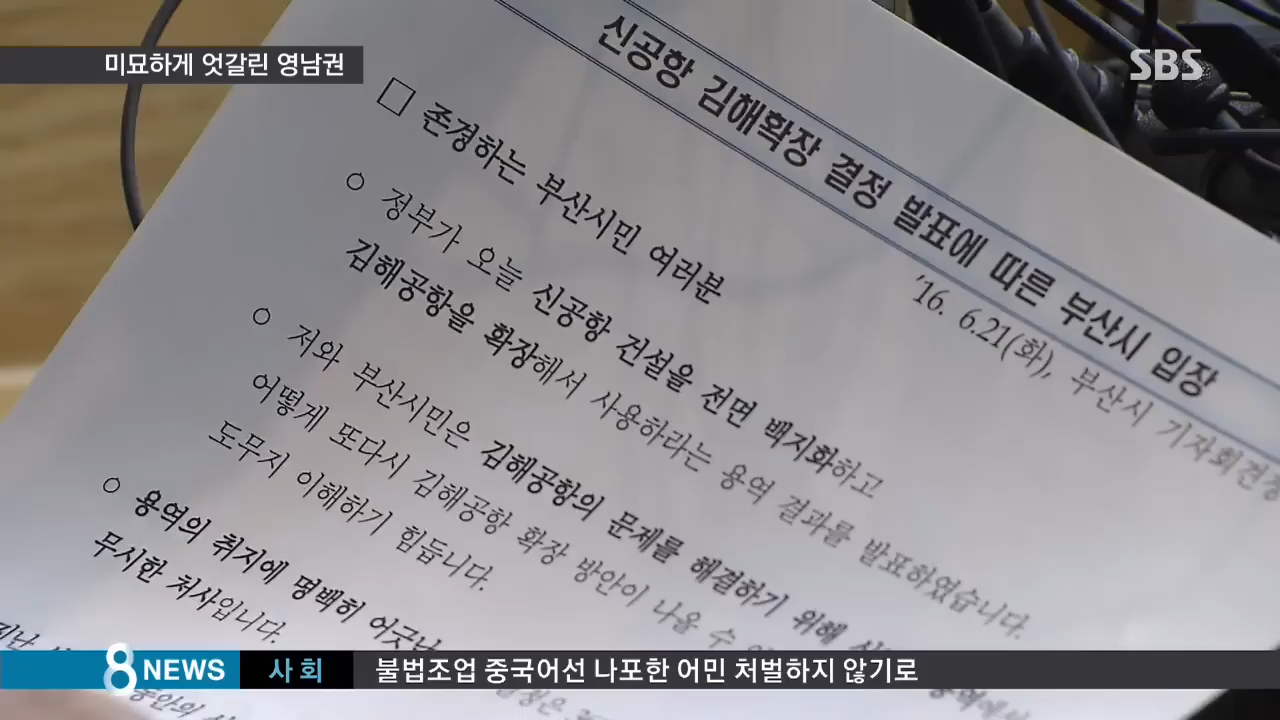 미묘하게 엇갈린 영남권
SBS
신공항 김해확장 결정 발표에 따른 부산시 입장
'16. 6.21(화), 부산시 기자회견장
□ 존경하는 부산시민 여러분
○ 정부가 오늘 신공항 건설을 전면 백지화하고
김해공항을 확장해서 사용하라는 용역 결과를 발표하였습니다.
○ 저와 부산시민은 김해공항의 문제를 해결하기 위해
어떻게 또다시 김해공항 확장 방안이 나올 수
도무지 이해하기 힘듭니다.
○ 용역의 취지에 명백히 어긋난
무시한 처사입니다.
8 NEWS 사회 불법조업 중국어선 나포한 어민 처벌하지 않기로